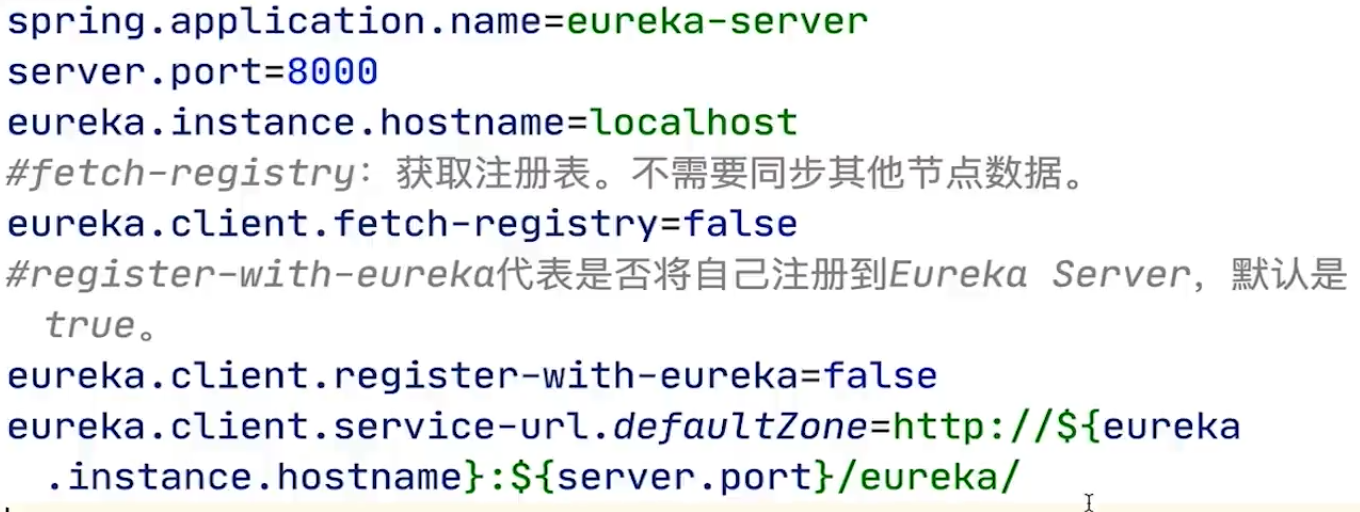 spring.application.name=eureka-server
server.port=8000
eureka.instance.hostname=localhost
#fetch-registry：获取注册表。不需要同步其他节点数据。
eureka.client.fetch-registry=false
#register-with-eureka代表是否将自己注册到Eureka Server，默认是
true。
eureka.client.register-with-eureka=false
eureka.client.service-url.defaultZone=http://${eureka
.instance.hostname}:${server.port}/eureka/